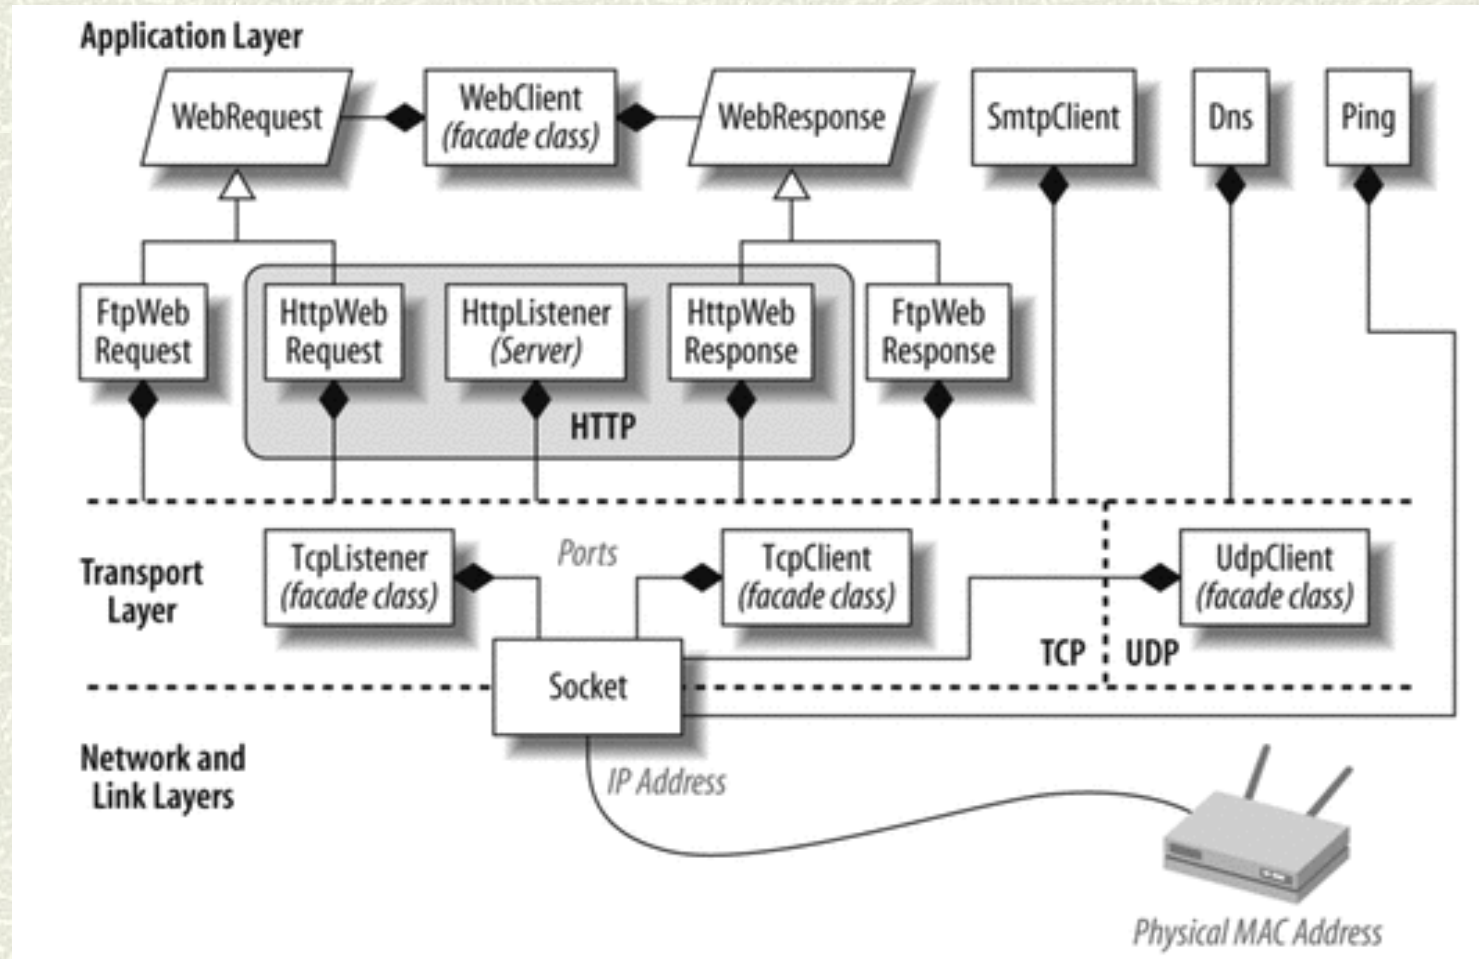 Application Layer
WebRequest
WebClient
(facade class)
WebResponse
SmtpClient
Dns
Ping
FtpWeb
Request
HttpWeb
Request
HttpListener
(Server)
HttpWeb
Response
FtpWeb
Response
HTTP
Transport
Layer
TcpListener
(facade class)
Ports
TcpClient
(facade class)
UdpClient
(facade class)
TCP
UDP
Socket
Network and
Link Layers
IP Address
Physical MAC Address